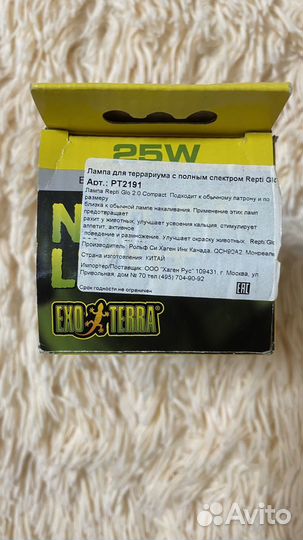 25W
Лампа для террариума с полным спектром Repti Glo
Арт.: PT2191
Лампа Repti Glo 2.0 Compact. Подходит к обычному патрону и по
размеру
близка к обычной лампе накаливания. Применение этих ламп
предотвращает
рахит у животных, улучшает усвоения кальция, стимулирует
аппетит, активное
поведение и размножение. Улучшает окраску животных. Repti Glo
Производитель: Рольф Си Хаген Инк Канада, QCH9OA2, Монреаль
Страна изготовления: КИТАЙ
Импортер/Поставщик: ООО "Хаген Рус" 109431, г. Москва, ул
Привольная, дом № 70 тел.(495) 704-90-92
Срок годности не ограничен
EAC
N
L
EXO TERRA
Avito